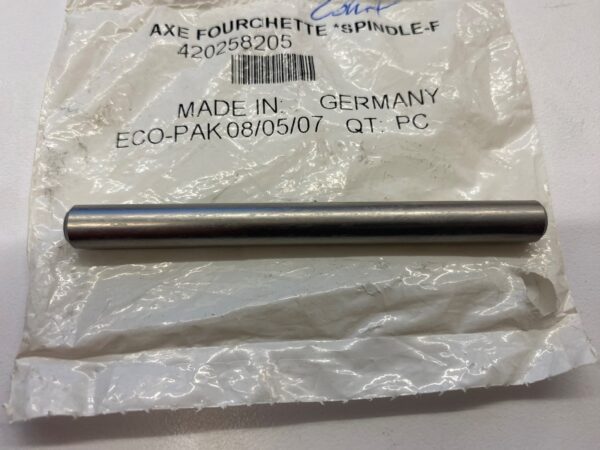 AXE FOURCHETTE *SPINDLE-F
420258205
MADE IN: GERMANY
ECO-PAK 08/05/07 QT: PC